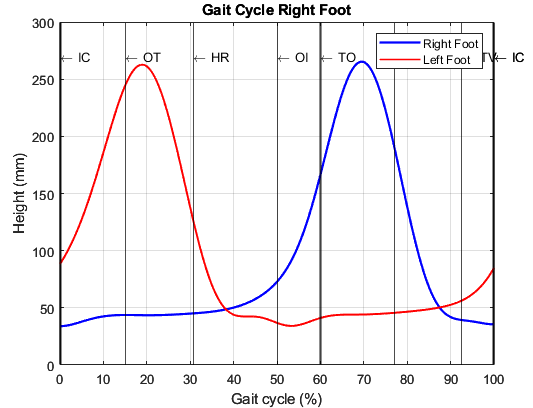 Gait Cycle Right Foot
300
250
200
150
100
50
0
Height (mm)
← IC
← OT
← HR
← OI
← TO
← IC
Right Foot
Left Foot
0 10 20 30 40 50 60 70 80 90 100
Gait cycle (%)